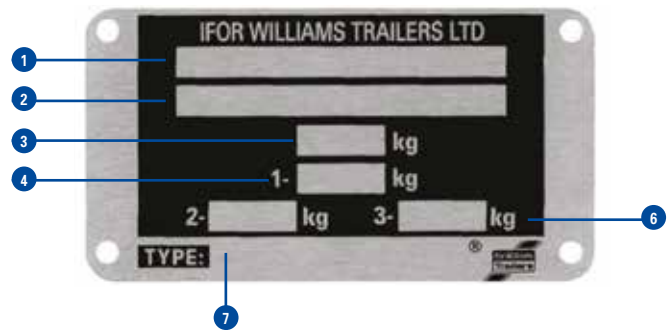 IFOR WILLIAMS TRAILERS LTD
1
2
3 kg
4 1- kg
2- kg 3- kg 6
TYPE: ®
7